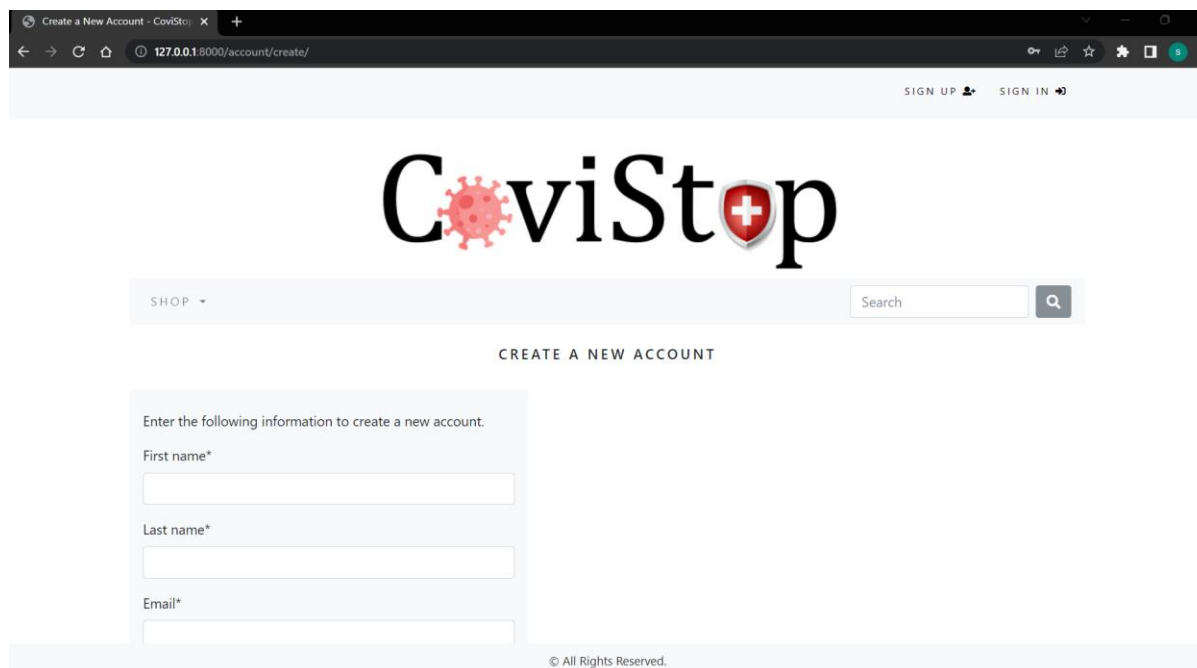 Create a New Account - CoviStop
127.0.0.1:8000/account/create/
S
SIGN UP SIGN IN
CoviStop
SHOP
Search
CREATE A NEW ACCOUNT
Enter the following information to create a new account.
First name*
Last name*
Email*
© All Rights Reserved.